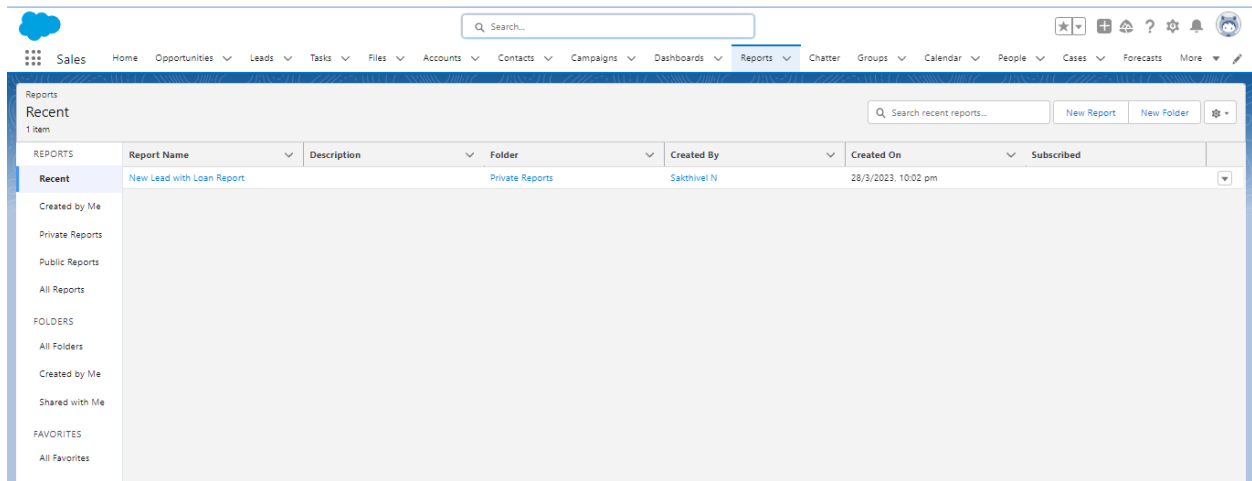 Search...
Sales Home Opportunities Leads Tasks Files Accounts Contacts Campaigns Dashboards Reports Chatter Groups Calendar People Cases Forecasts More
Reports
Recent
1 item
Search recent reports...
New Report
New Folder
REPORTS
Report Name Description Folder Created By Created On Subscribed
Recent
New Lead with Loan Report Private Reports Sakthivel N 28/3/2023, 10:02 pm
Created by Me
Private Reports
Public Reports
All Reports
FOLDERS
All Folders
Created by Me
Shared with Me
FAVORITES
All Favorites